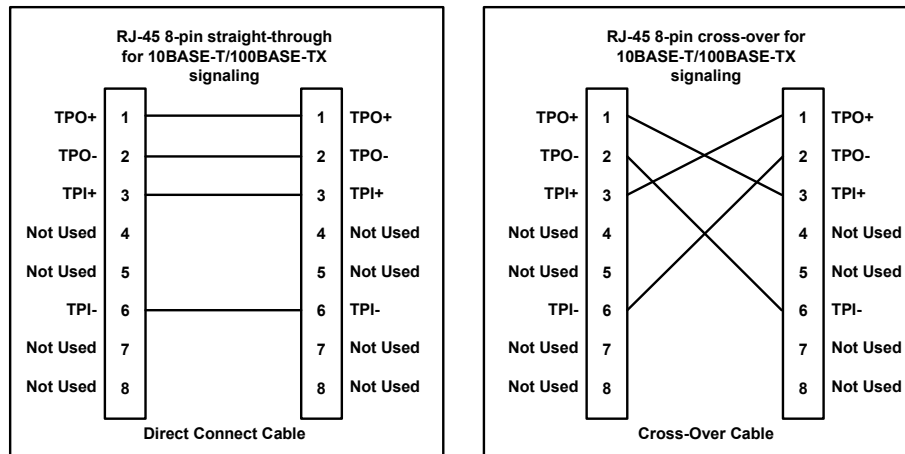 RJ-45 8-pin straight-through
for 10BASE-T/100BASE-TX
signaling
TPO+ 1 1 TPO+
TPO- 2 2 TPO-
TPI+ 3 3 TPI+
Not Used 4 4 Not Used
Not Used 5 5 Not Used
TPI- 6 6 TPI-
Not Used 7 7 Not Used
Not Used 8 8 Not Used
Direct Connect Cable
RJ-45 8-pin cross-over for
10BASE-T/100BASE-TX
signaling
TPO+ 1 1 TPO+
TPO- 2 2 TPO-
TPI+ 3 3 TPI+
Not Used 4 4 Not Used
Not Used 5 5 Not Used
TPI- 6 6 TPI-
Not Used 7 7 Not Used
Not Used 8 8 Not Used
Cross-Over Cable